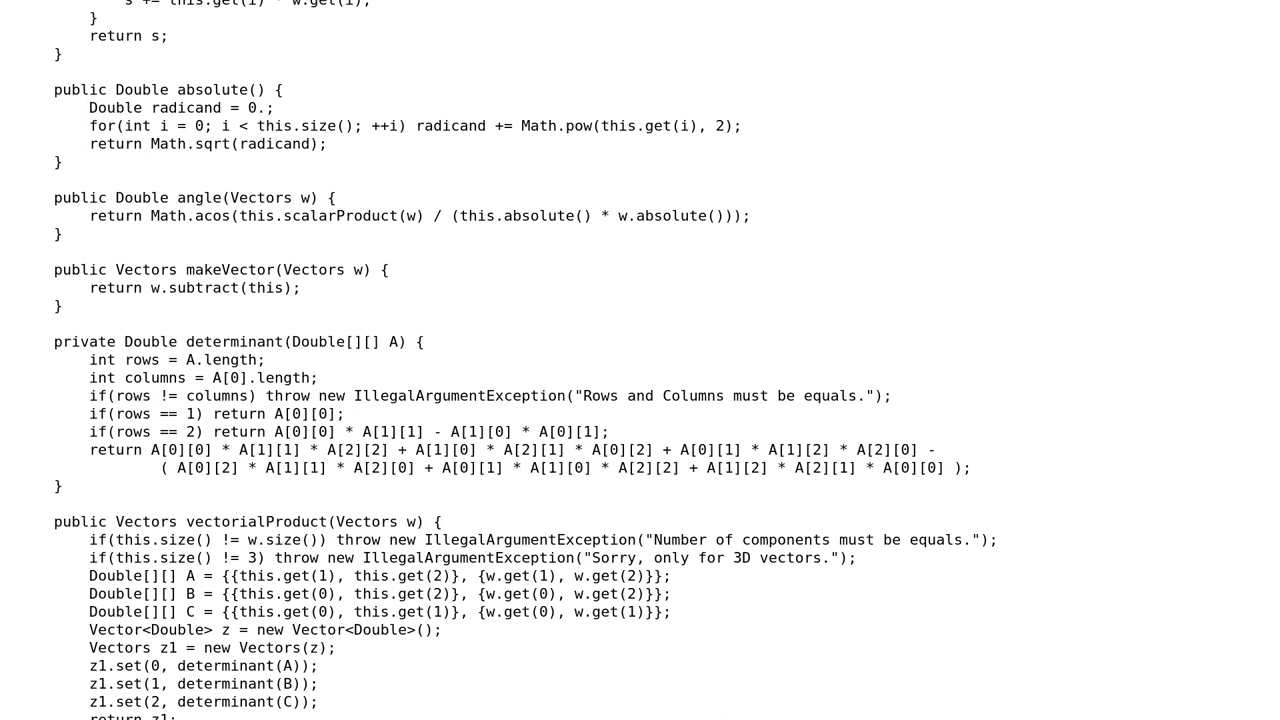 s += this.get(i) * w.get(i);
}
return s;
}
public Double absolute() {
Double radicand = 0.;
for(int i = 0; i < this.size(); ++i) radicand += Math.pow(this.get(i), 2);
return Math.sqrt(radicand);
}
public Double angle(Vectors w) {
return Math.acos(this.scalarProduct(w) / (this.absolute() * w.absolute()));
}
public Vectors makeVector(Vectors w) {
return w.subtract(this);
}
private Double determinant(Double[][] A) {
int rows = A.length;
int columns = A[0].length;
if(rows != columns) throw new IllegalArgumentException("Rows and Columns must be equals.");
if(rows == 1) return A[0][0];
if(rows == 2) return A[0][0] * A[1][1] - A[1][0] * A[0][1];
return A[0][0] * A[1][1] * A[2][2] + A[1][0] * A[2][1] * A[0][2] + A[0][1] * A[1][2] * A[2][0] -
( A[0][2] * A[1][1] * A[2][0] + A[0][1] * A[1][0] * A[2][2] + A[1][2] * A[2][1] * A[0][0] );
}
public Vectors vectorialProduct(Vectors w) {
if(this.size() != w.size()) throw new IllegalArgumentException("Number of components must be equals.");
if(this.size() != 3) throw new IllegalArgumentException("Sorry, only for 3D vectors.");
Double[][] A = {{this.get(1), this.get(2)}, {w.get(1), w.get(2)}};
Double[][] B = {{this.get(0), this.get(2)}, {w.get(0), w.get(2)}};
Double[][] C = {{this.get(0), this.get(1)}, {w.get(0), w.get(1)}};
Vector<Double> z = new Vector<Double>();
Vectors z1 = new Vectors(z);
z1.set(0, determinant(A));
z1.set(1, determinant(B));
z1.set(2, determinant(C));
return z1;